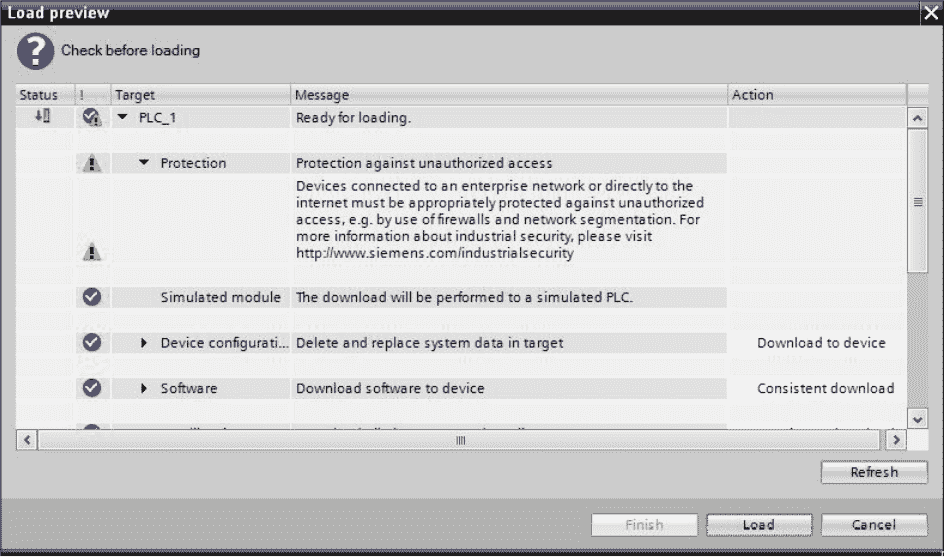 Load preview
Check before loading
Status ! Target Message Action
PLC_1 Ready for loading.
Protection Protection against unauthorized access
Devices connected to an enterprise network or directly to the
internet must be appropriately protected against unauthorized
access, e.g. by use of firewalls and network segmentation. For
more information about industrial security, please visit
http://www.siemens.com/industrialsecurity
Simulated module The download will be performed to a simulated PLC.
Device configurati... Delete and replace system data in target Download to device
Software Download software to device Consistent download
Refresh
Finish Load Cancel